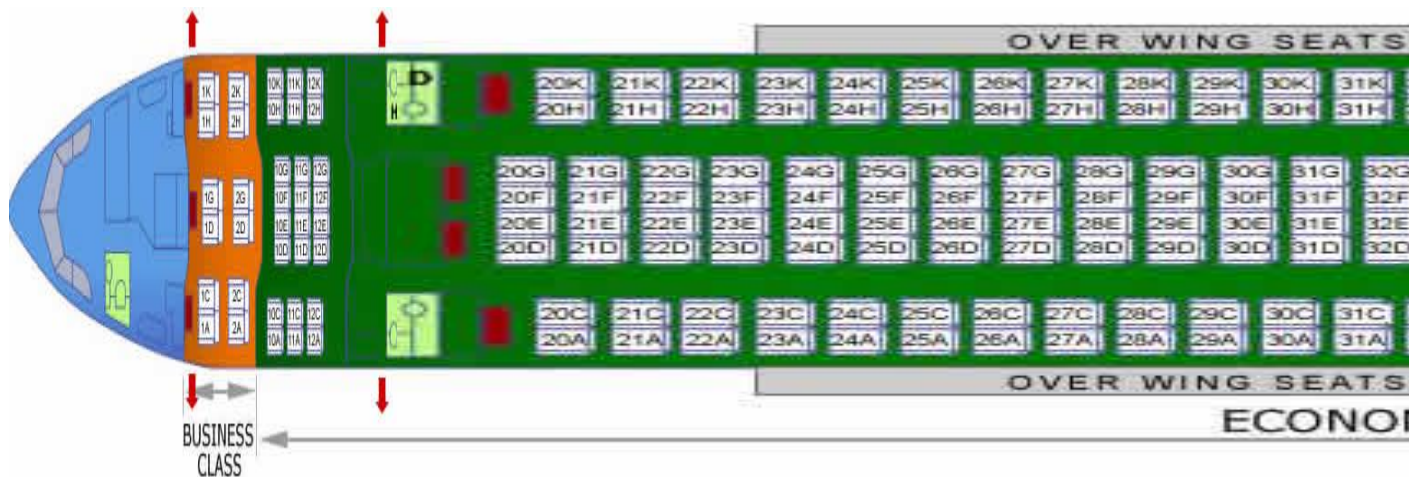 OVER WING SEATS
1K 2K 10K 11K 12K 20K 21K 22K 23K 24K 25K 26K 27K 28K 29K 30K 31K
1H 2H 10H 11H 12H 20H 21H 22H 23H 24H 25H 26H 27H 28H 29H 30H 31H
D
H
1G 2G 10G 11G 12G 20G 21G 22G 23G 24G 25G 26G 27G 28G 29G 30G 31G 32G
10F 11F 12F 20F 21F 22F 23F 24F 25F 26F 27F 28F 29F 30F 31F 32F
10E 11E 12E 20E 21E 22E 23E 24E 25E 26E 27E 28E 29E 30E 31E 32E
1D 2D 10D 11D 12D 20D 21D 22D 23D 24D 25D 26D 27D 28D 29D 30D 31D 32D
1C 2C 10C 11C 12C 20C 21C 22C 23C 24C 25C 26C 27C 28C 29C 30C 31C
1A 2A 10A 11A 12A 20A 21A 22A 23A 24A 25A 26A 27A 28A 29A 30A 31A
OVER WING SEATS
ECONO
BUSINESS
CLASS